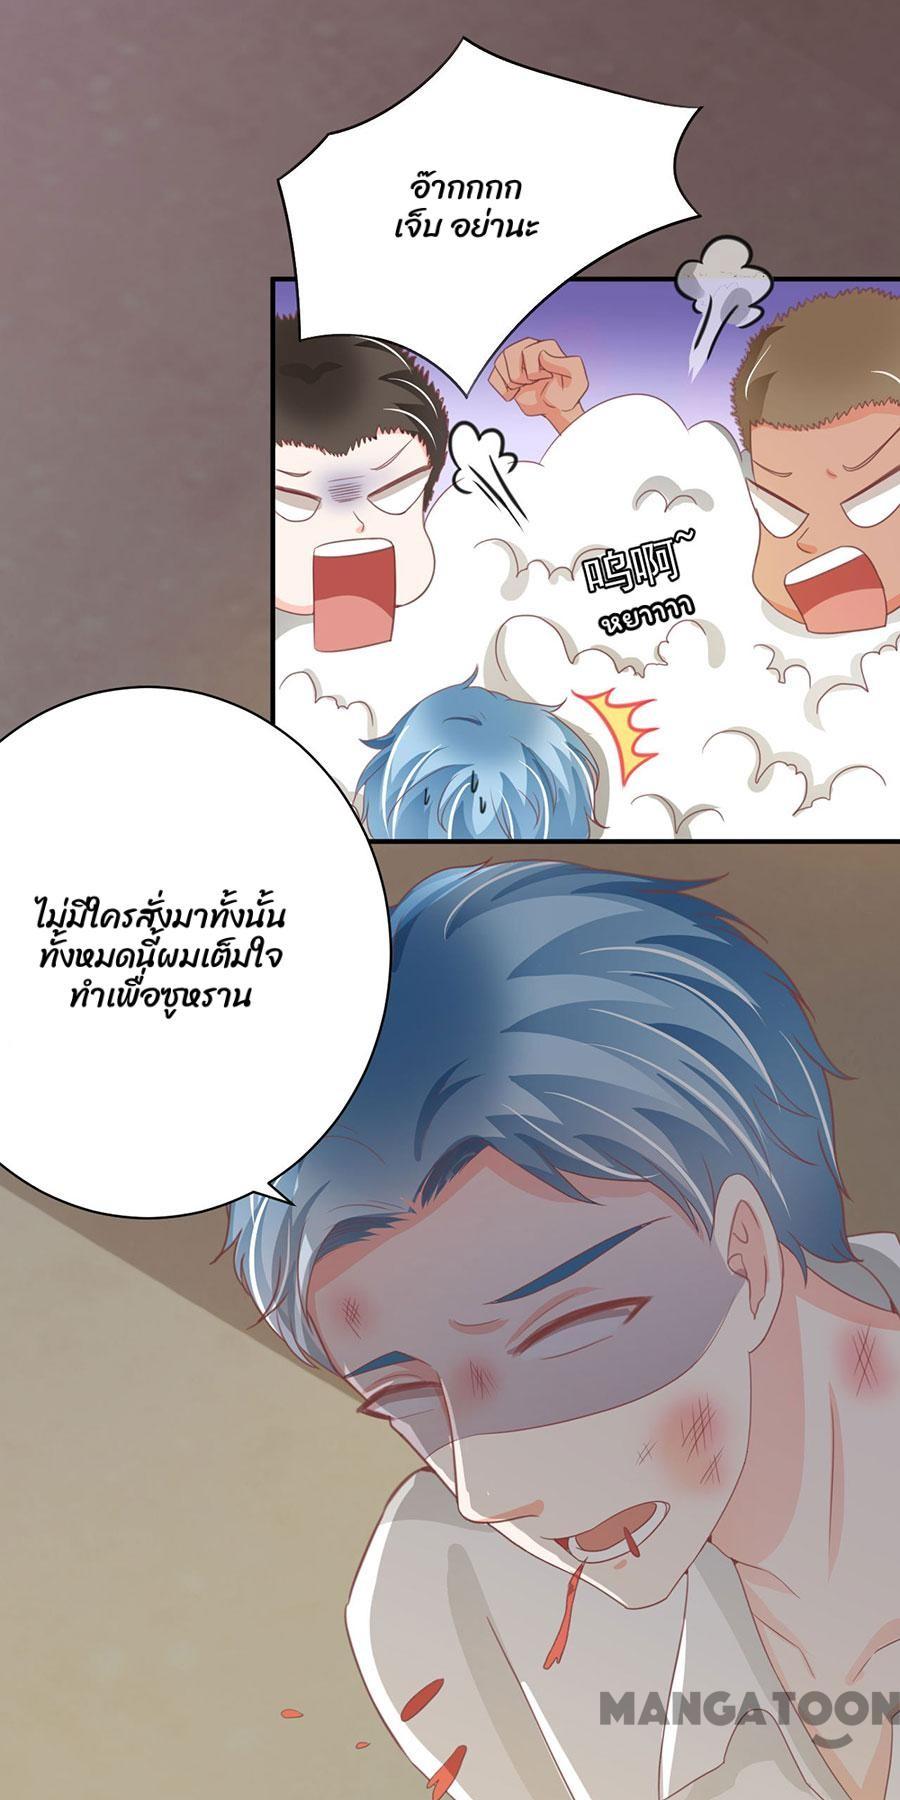 อ๊ากกกก
เจ็บ อย่านะ
呜啊~
หยาาาา
ไม่มีใครสั่งมาทั้งนั้น
ทั้งหมดนี้ผมเต็มใจ
ทำเพื่อซูหราน
MANGATOON